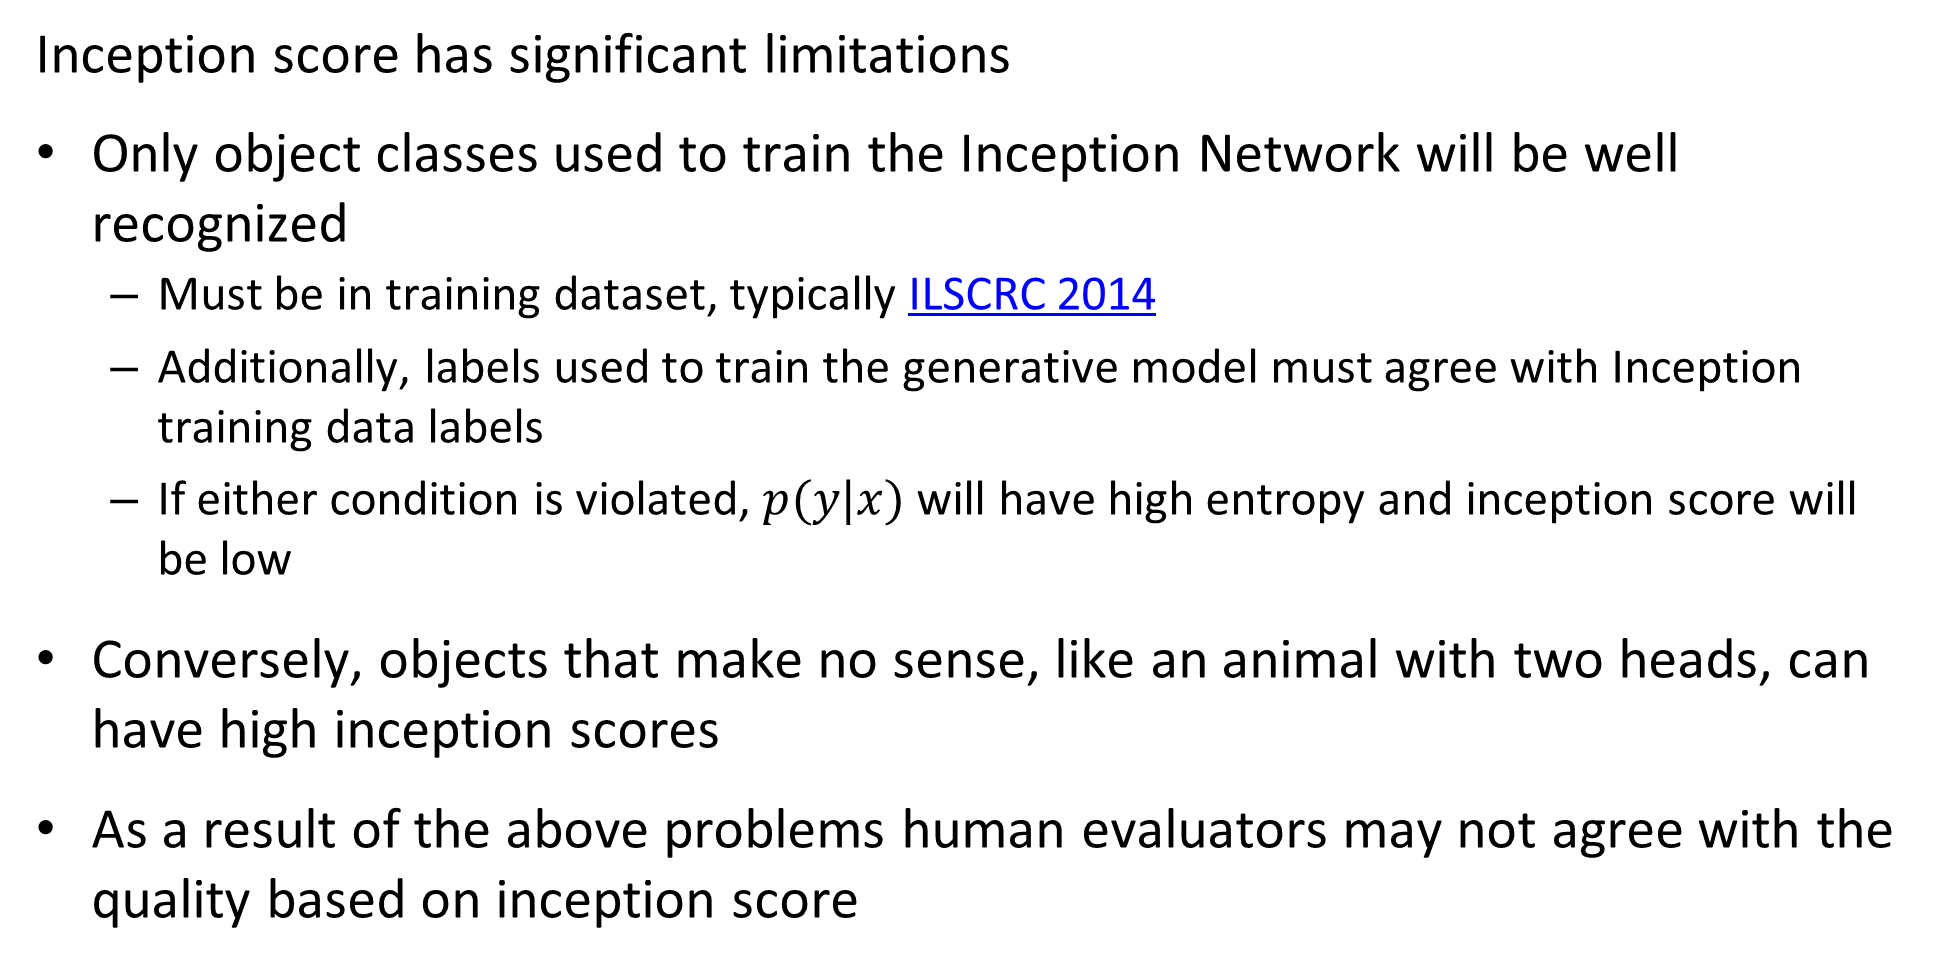 Inception score has significant limitations
• Only object classes used to train the Inception Network will be well
recognized
– Must be in training dataset, typically ILSCRC 2014
– Additionally, labels used to train the generative model must agree with Inception
training data labels
– If either condition is violated, p(y|x) will have high entropy and inception score will
be low
• Conversely, objects that make no sense, like an animal with two heads, can
have high inception scores
• As a result of the above problems human evaluators may not agree with the
quality based on inception score